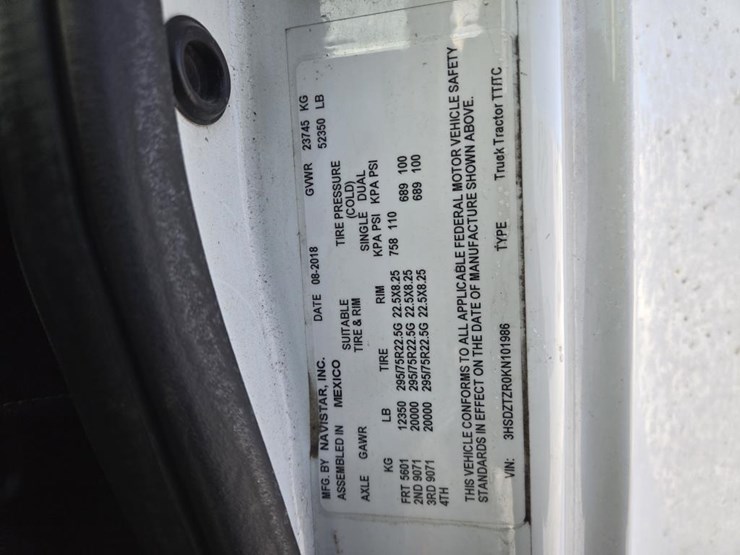 MFG. BY NAVISTAR, INC. DATE 08-2018 GVWR 23745 KG
ASSEMBLED IN MEXICO 52350 LB
SUITABLE TIRE PRESSURE
TIRE & RIM (COLD)
AXLE GAWR SINGLE DUAL
KG LB TIRE RIM KPA PSI KPA PSI
FRT 5601 12350 295/75R22.5G 22.5X8.25 758 110
2ND 9071 20000 295/75R22.5G 22.5X8.25 689 100
3RD 9071 20000 295/75R22.5G 22.5X8.25 689 100
4TH
THIS VEHICLE CONFORMS TO ALL APPLICABLE FEDERAL MOTOR VEHICLE SAFETY
STANDARDS IN EFFECT ON THE DATE OF MANUFACTURE SHOWN ABOVE.
VIN: 3HSDZTZR0KN101986 TYPE Truck Tractor TT/TC